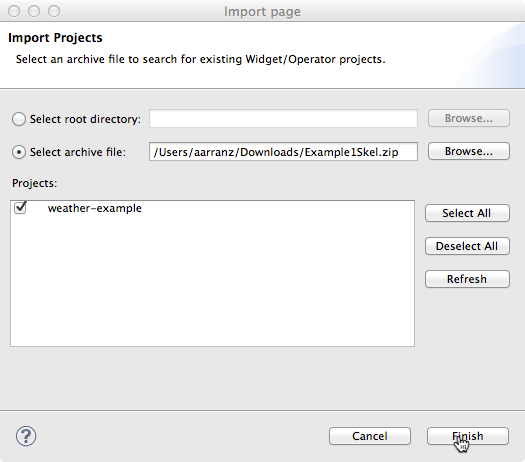 Import page
Import Projects
Select an archive file to search for existing Widget/Operator projects.
Select root directory: Browse...
Select archive file: /Users/aarranz/Downloads/Example1Skel.zip Browse...
Projects:
weather-example
Select All
Deselect All
Refresh
? Cancel Finish